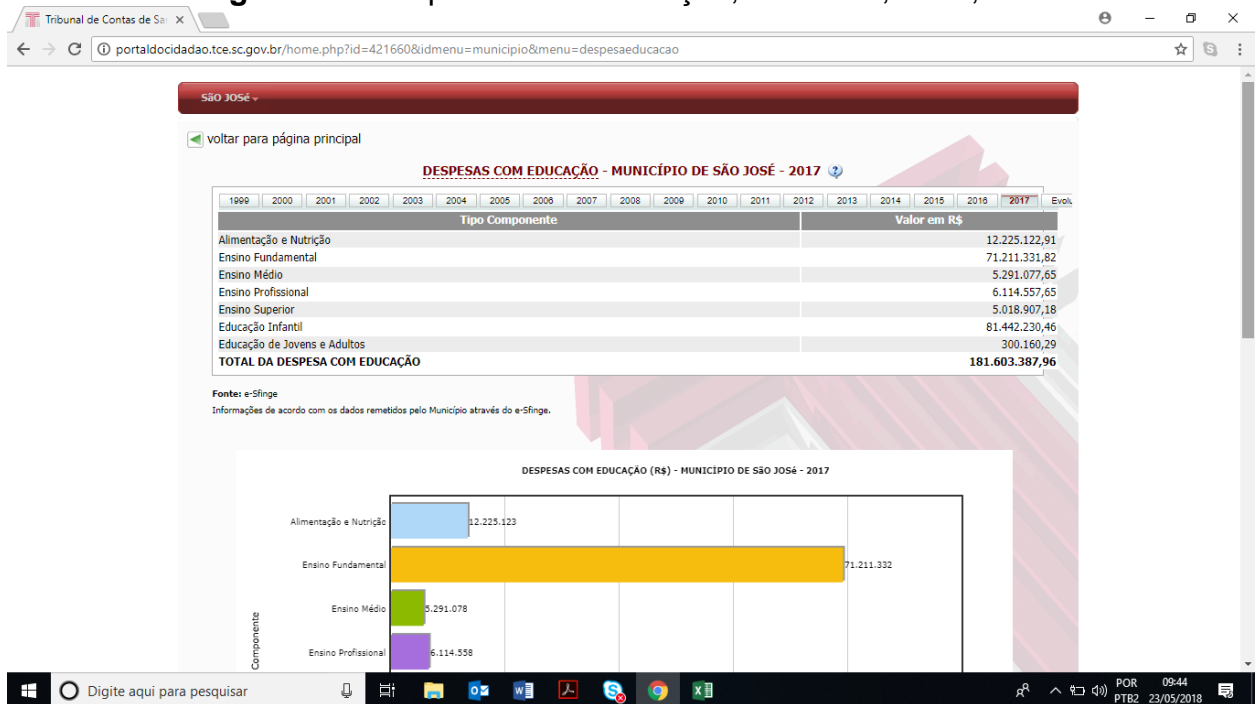 Tribunal de Contas de Sa
portaldocidadao.tce.sc.gov.br/home.php?id=421660&idmenu=municipio&menu=despesaeducacao
São José
voltar para página principal
DESPESAS COM EDUCAÇÃO - MUNICÍPIO DE SÃO JOSÉ - 2017
1999 2000 2001 2002 2003 2004 2005 2006 2007 2008 2009 2010 2011 2012 2013 2014 2015 2016 2017 Evolu
Tipo Componente Valor em R$
Alimentação e Nutrição 12.225.122,91
Ensino Fundamental 71.211.331,82
Ensino Médio 5.291.077,65
Ensino Profissional 6.114.557,65
Ensino Superior 5.018.907,18
Educação Infantil 81.442.230,46
Educação de Jovens e Adultos 300.160,29
TOTAL DA DESPESA COM EDUCAÇÃO 181.603.387,96
Fonte: e-Sfinge
Informações de acordo com os dados remetidos pelo Município através do e-Sfinge.
DESPESAS COM EDUCAÇÃO (R$) - MUNICÍPIO DE SãO JOSé - 2017
Alimentação e Nutrição 12.225.123
Ensino Fundamental 71.211.332
Ensino Médio 5.291.078
Ensino Profissional 6.114.558
Componente
Digite aqui para pesquisar
POR 09:44
PTB2 23/05/2018